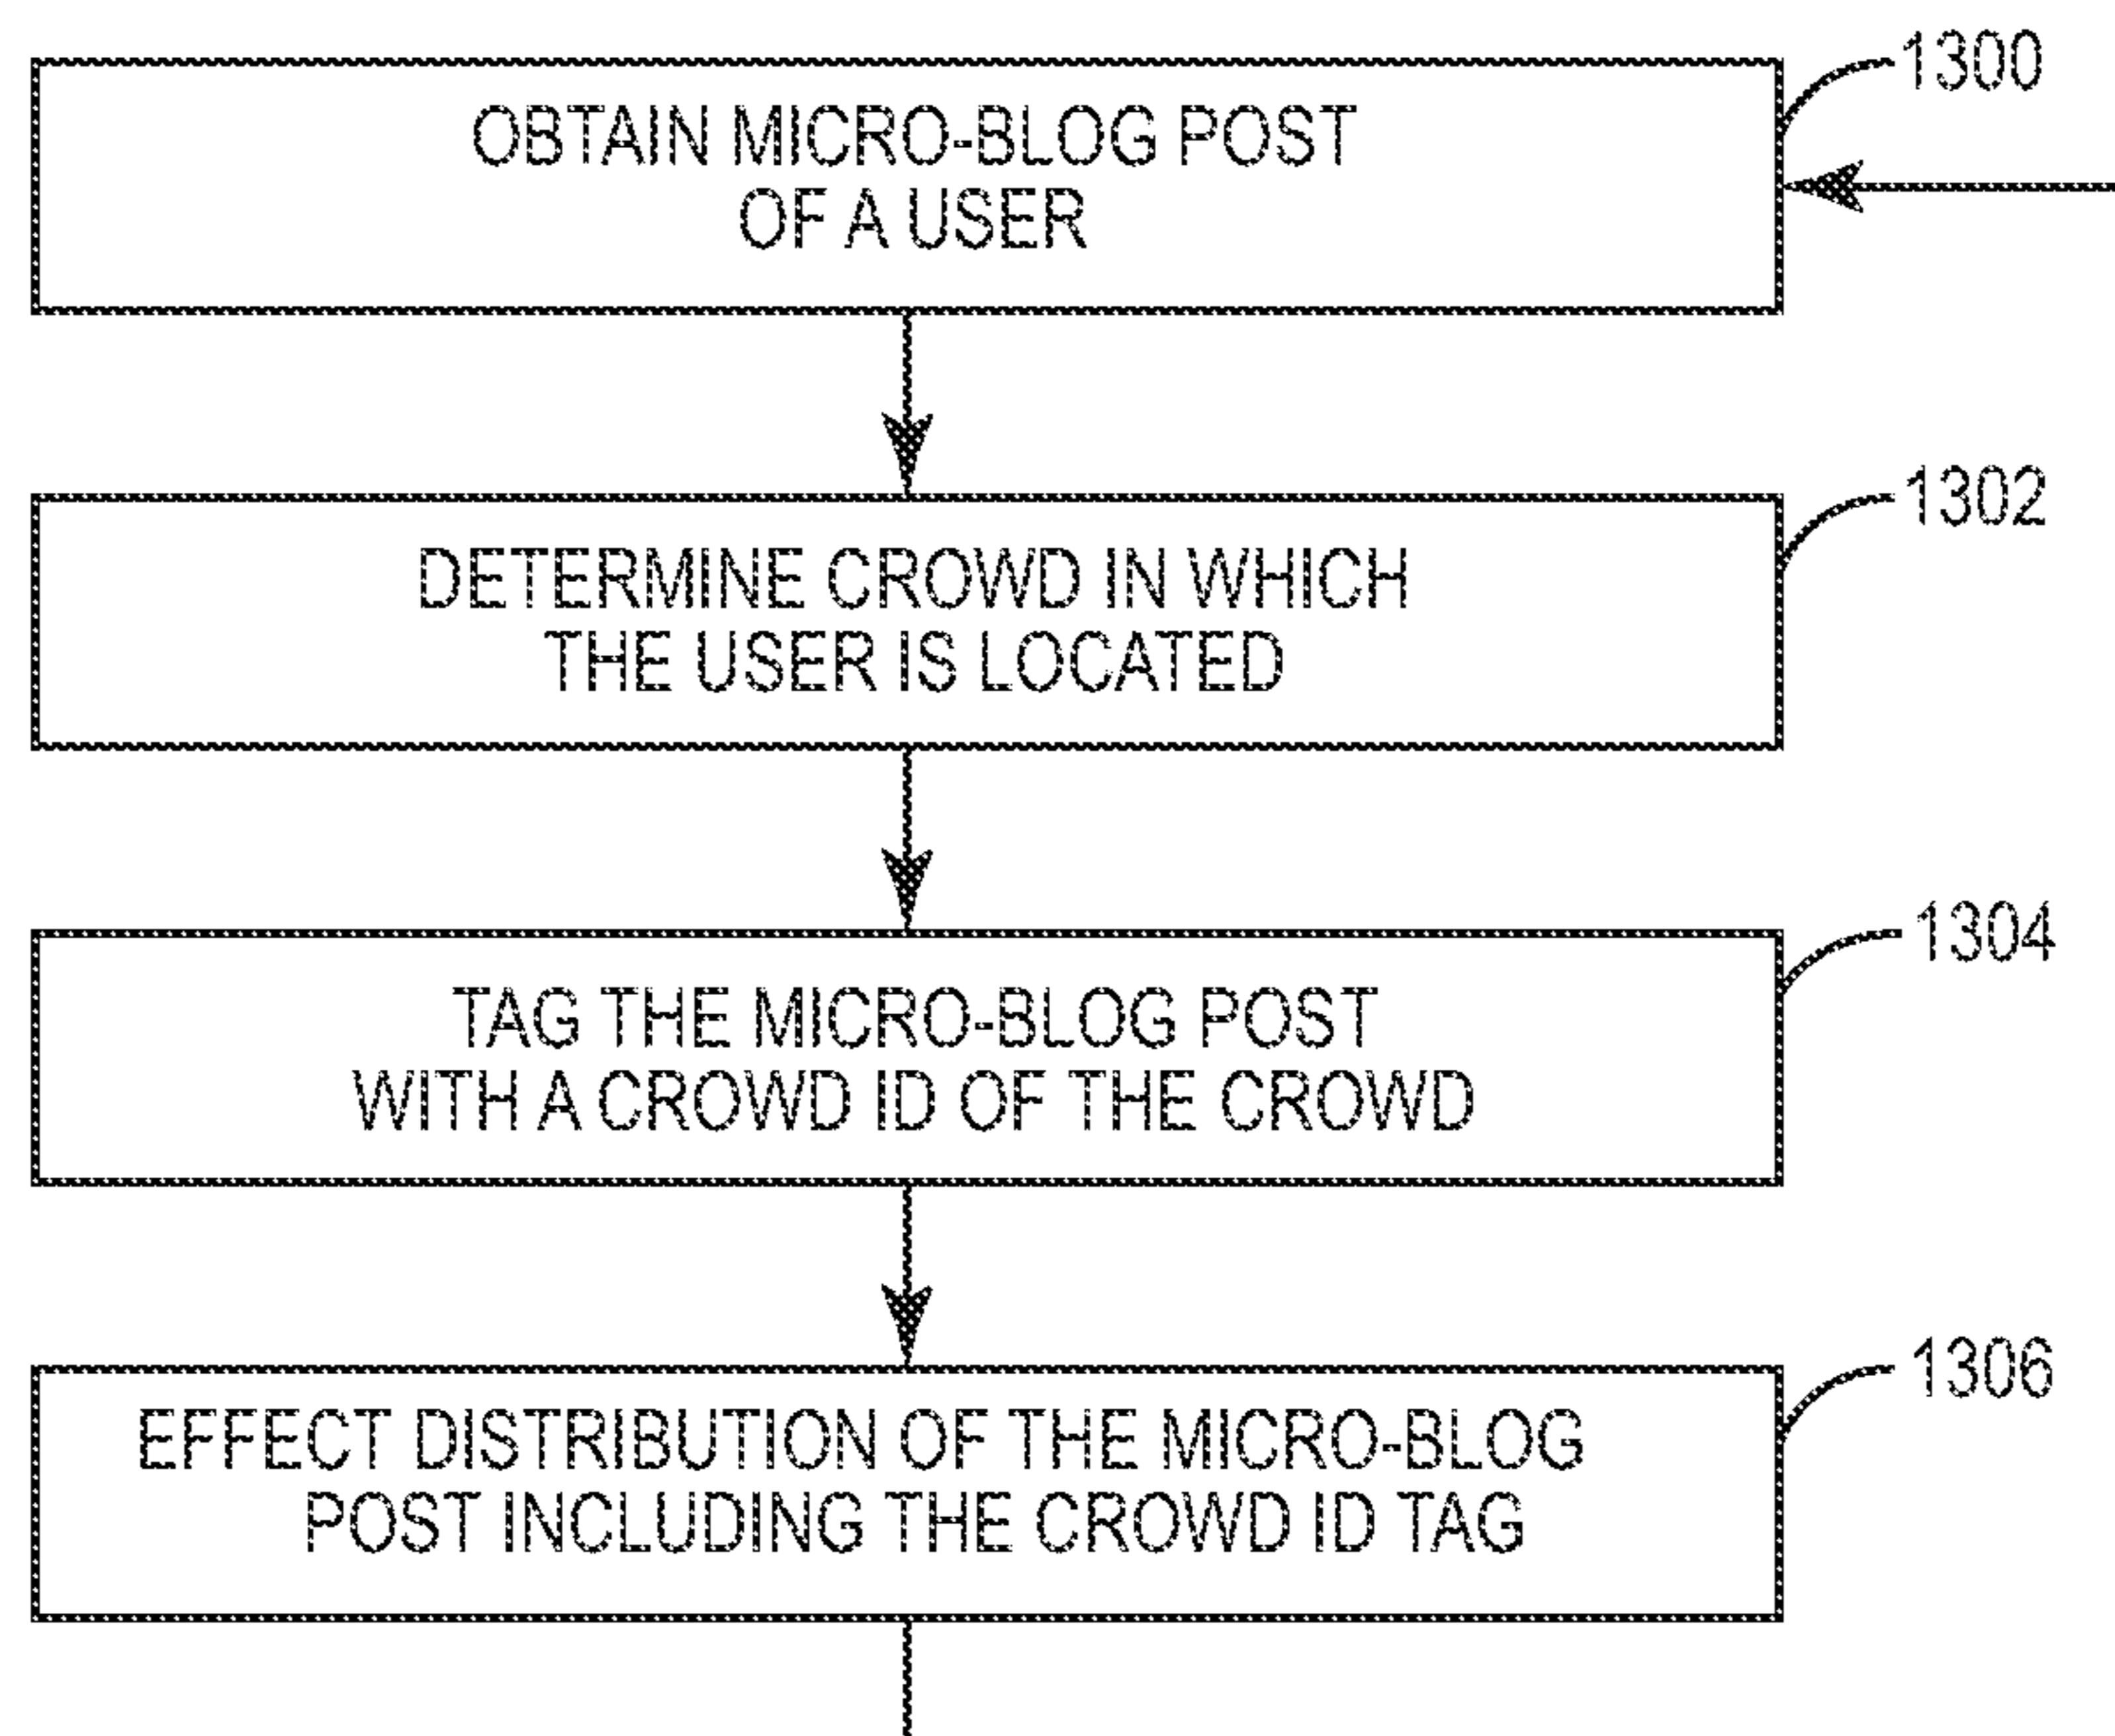 1300
OBTAIN MICRO-BLOG POST
OF A USER
1302
DETERMINE CROWD IN WHICH
THE USER IS LOCATED
1304
TAG THE MICRO-BLOG POST
WITH A CROWD ID OF THE CROWD
1306
EFFECT DISTRIBUTION OF THE MICRO-BLOG
POST INCLUDING THE CROWD ID TAG